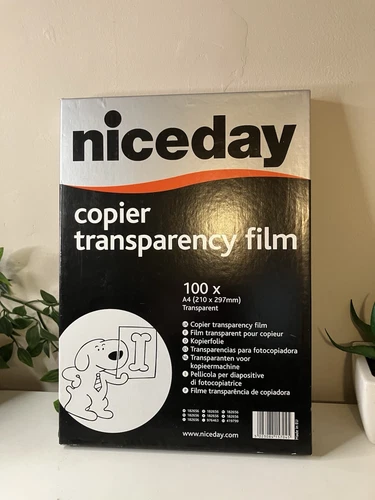 niceday
copier
transparency film
100 x
A4 (210 x 297mm)
Transparent
Copier transparency film
Film transparent pour copieur
Kopierfolie
Transparencias para fotocopiadora
Transparanten voor
kopieermachine
Pellicola per diapositive
di fotocopiatrice
Filme transparência de copiadora
www.niceday.com